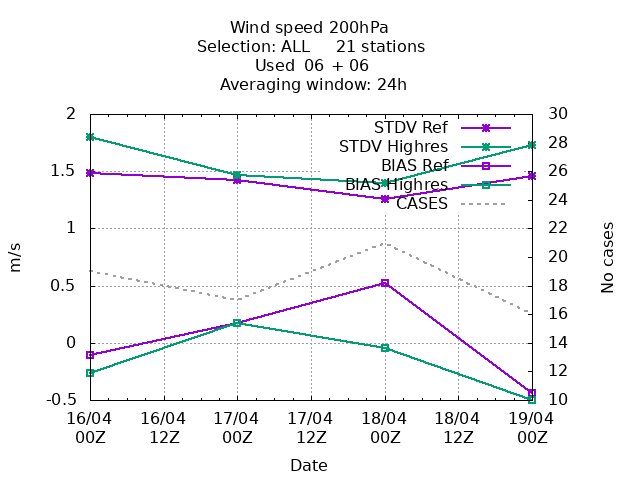 Wind speed 200hPa
Selection: ALL 21 stations
Used 06 + 06
Averaging window: 24h
2
1.5
1
0.5
0
-0.5
m/s
30
28
26
24
22
20
18
16
14
12
10
No cases
STDV Ref
STDV Highres
BIAS Ref
BIAS Highres
CASES
16/04 16/04 17/04 17/04 18/04 18/04 19/04
00Z 12Z 00Z 12Z 00Z 12Z 00Z
Date